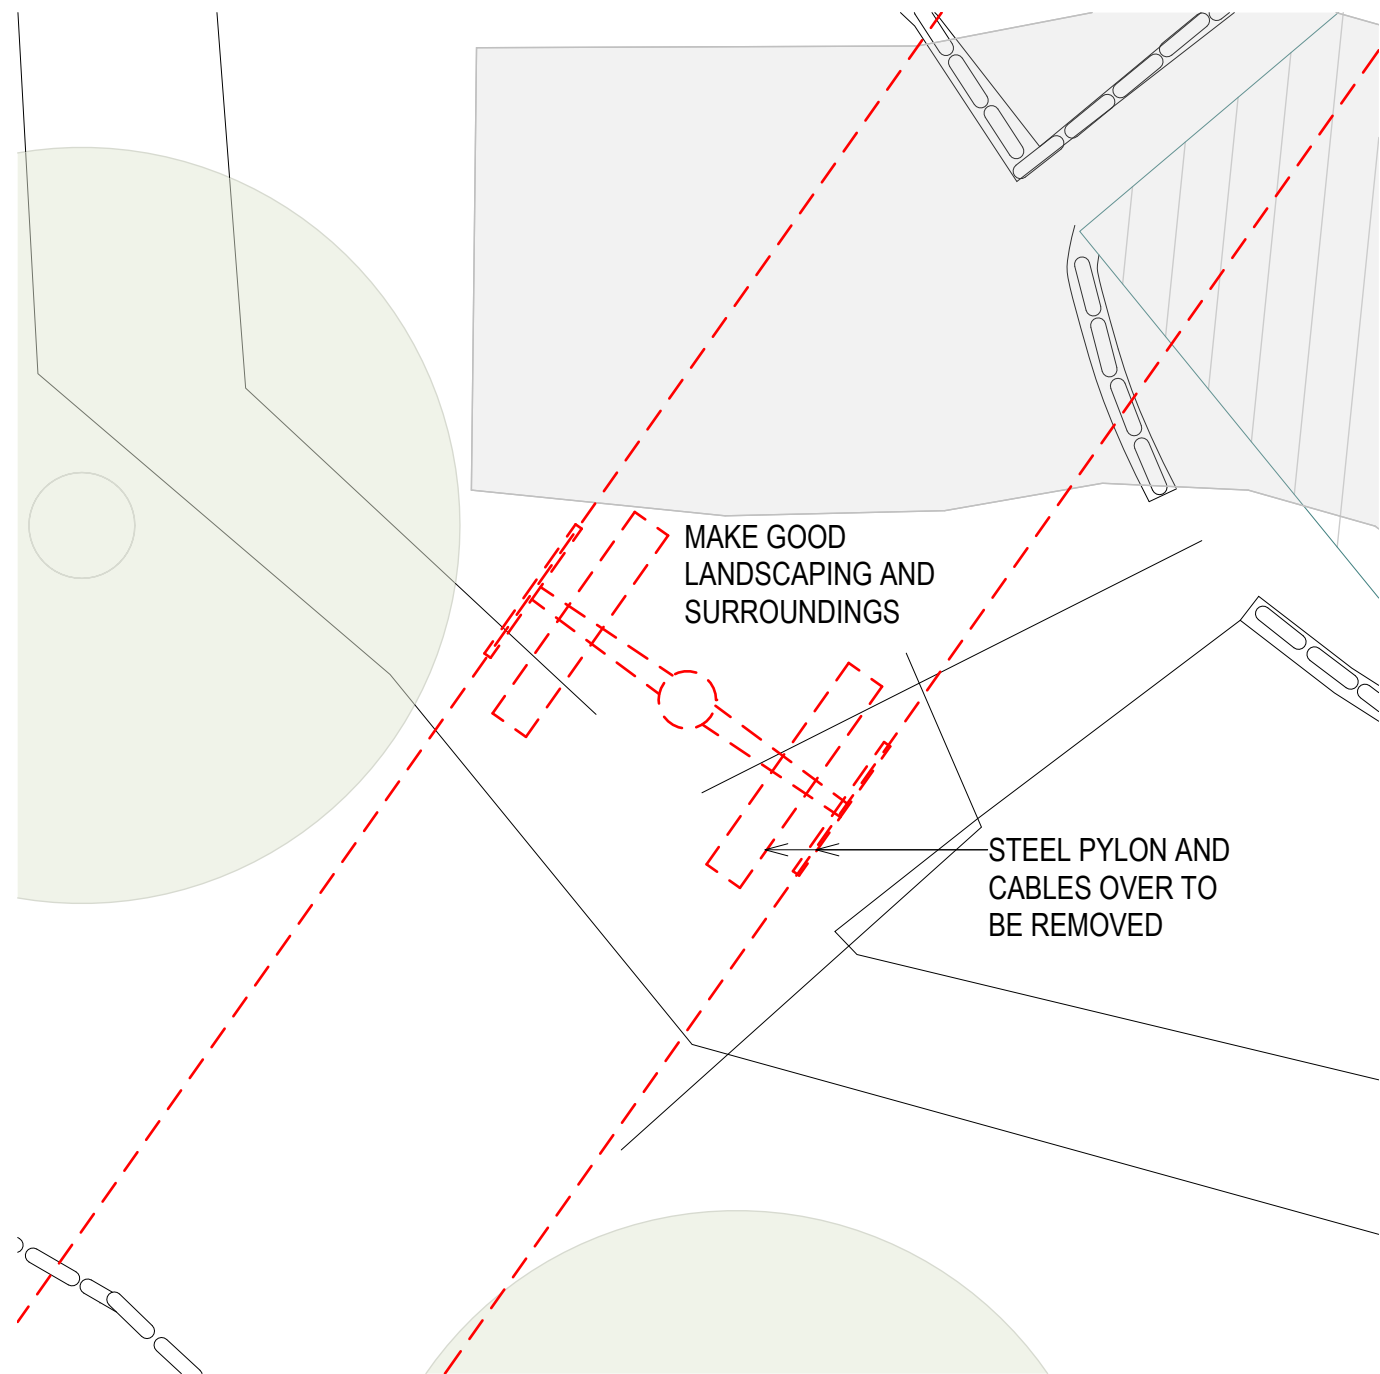 MAKE GOOD
LANDSCAPING AND
SURROUNDINGS
STEEL PYLON AND
CABLES OVER TO
BE REMOVED